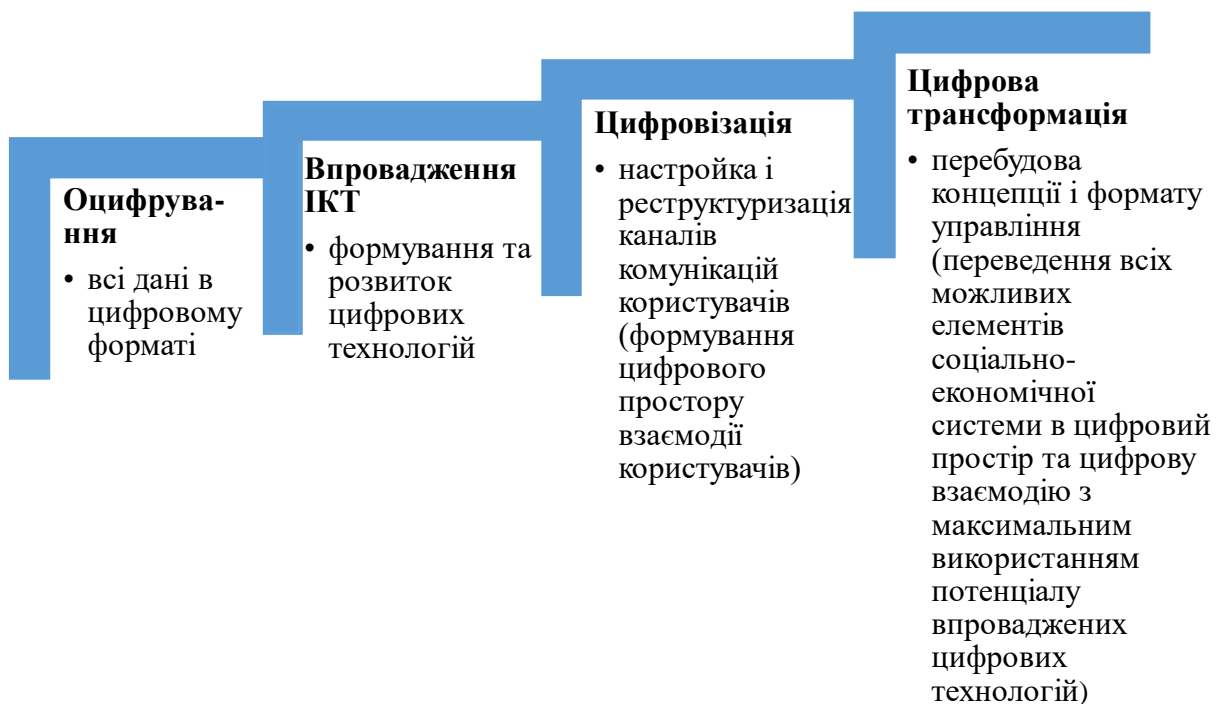 Оцифрува-
ння
• всі дані в
цифровому
форматі
Впровадження
ІКТ
• формування та
розвиток
цифрових
технологій
Цифровізація
• настройка і
реструктуризація
каналів
комунікацій
користувачів
(формування
цифрового
простору
взаємодії
користувачів)
Цифрова
трансформація
• перебудова
концепції і формату
управління
(переведення всіх
можливих
елементів
соціально-
економічної
системи в цифровий
простір та цифрову
взаємодію з
максимальним
використанням
потенціалу
впроваджених
цифрових
технологій)